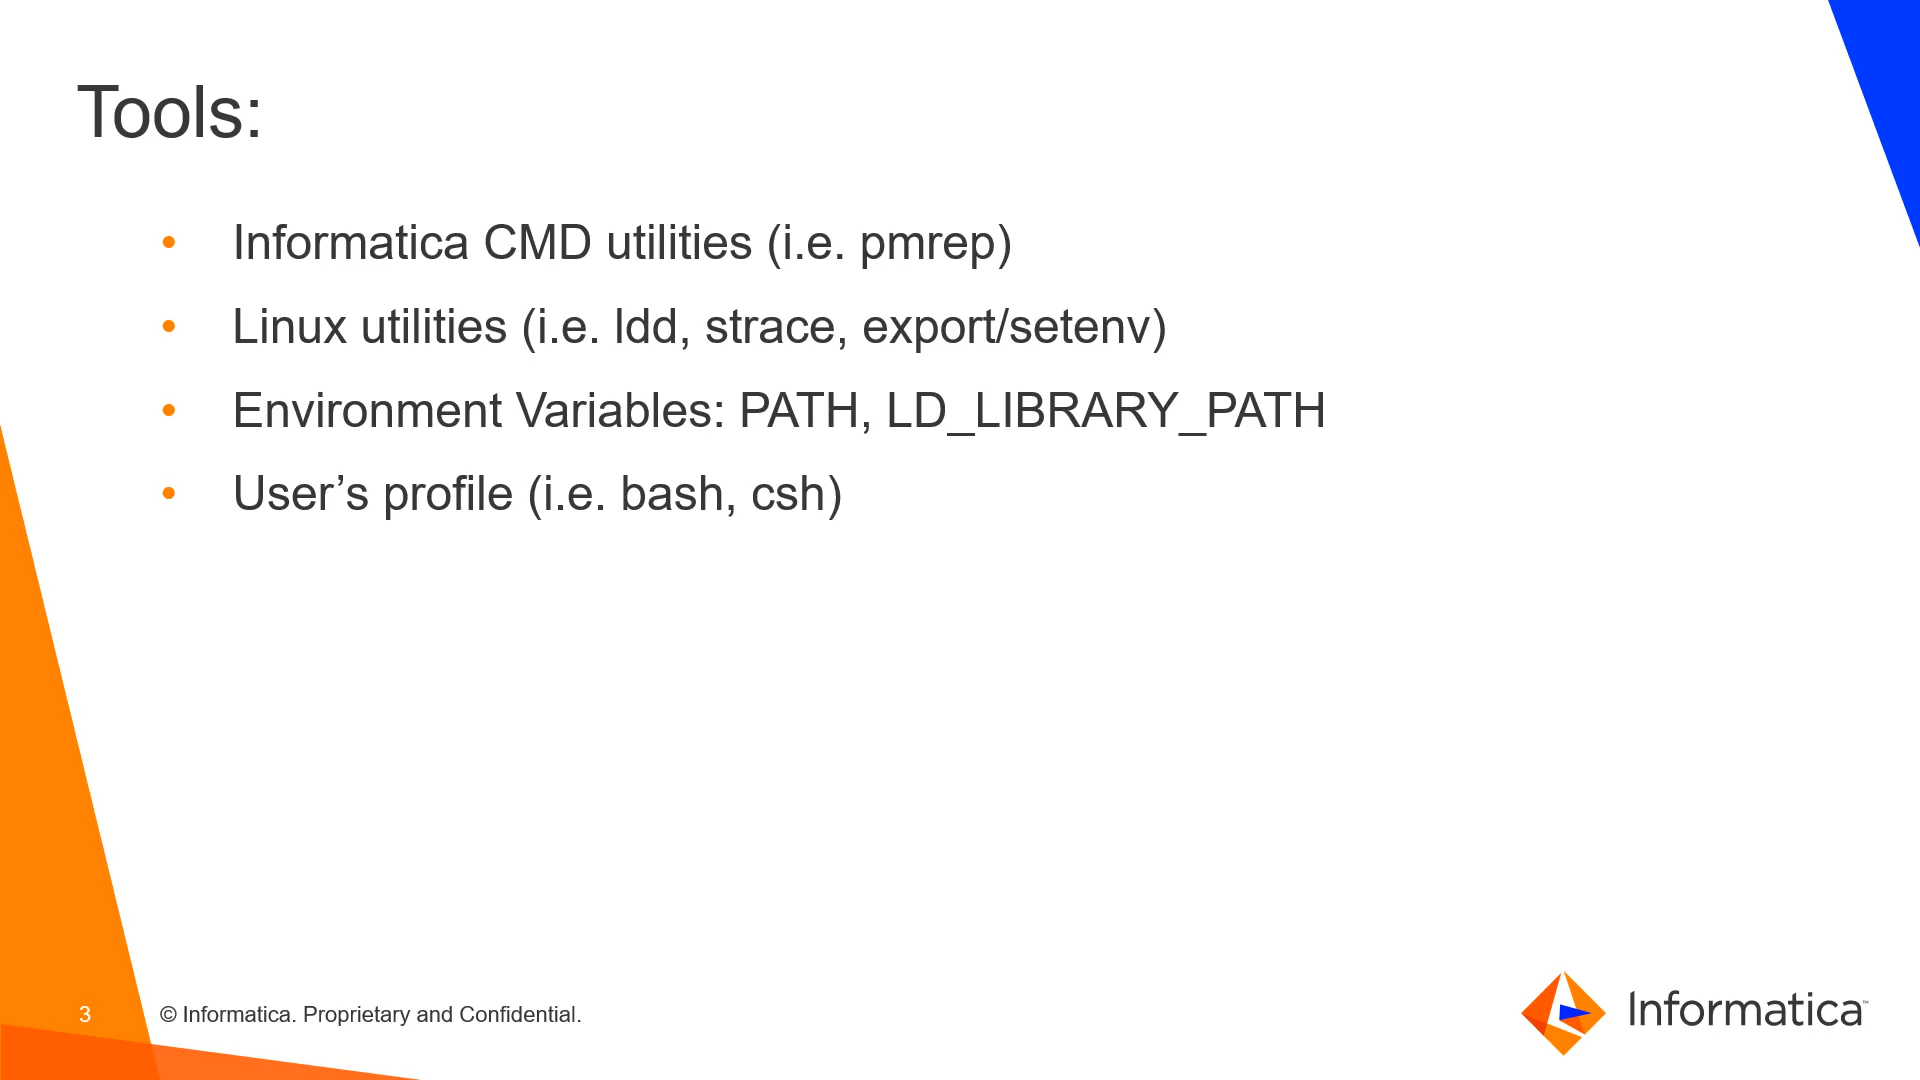 Tools:
• Informatica CMD utilities (i.e. pmrep)
• Linux utilities (i.e. ldd, strace, export/setenv)
• Environment Variables: PATH, LD_LIBRARY_PATH
• User’s profile (i.e. bash, csh)
3 © Informatica. Proprietary and Confidential.
Informatica™